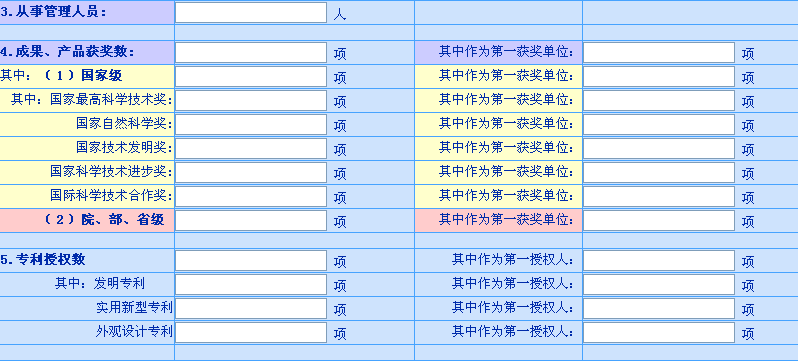 3.从事管理人员： 人
4.成果、产品获奖数： 项 其中作为第一获奖单位： 项
其中：（1）国家级 项 其中作为第一获奖单位： 项
其中：国家最高科学技术奖： 项 其中作为第一获奖单位： 项
国家自然科学奖： 项 其中作为第一获奖单位： 项
国家技术发明奖： 项 其中作为第一获奖单位： 项
国家科学技术进步奖： 项 其中作为第一获奖单位： 项
国际科学技术合作奖： 项 其中作为第一获奖单位： 项
（2）院、部、省级 项 其中作为第一获奖单位： 项
5.专利授权数 项 其中作为第一授权人： 项
其中：发明专利 项 其中作为第一授权人： 项
实用新型专利 项 其中作为第一授权人： 项
外观设计专利 项 其中作为第一授权人： 项